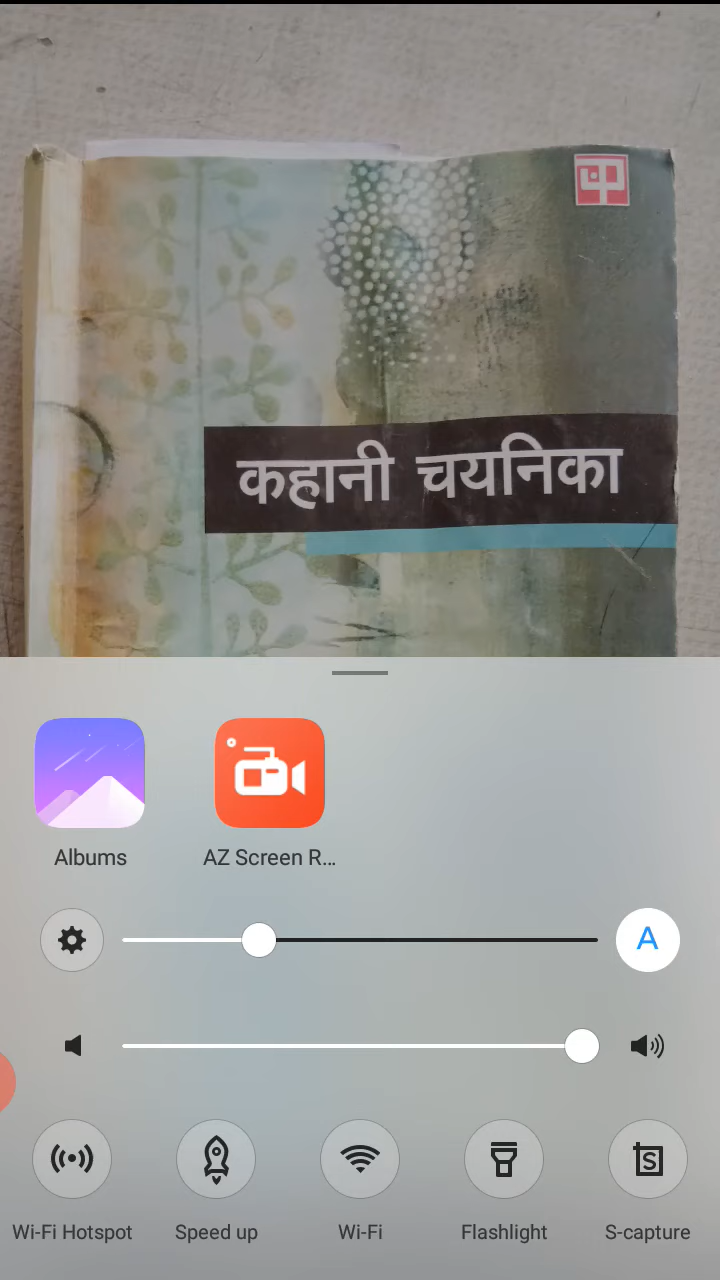 कहानी चयनिका
Albums
AZ Screen R...
A
Wi-Fi Hotspot
Speed up
Wi-Fi
Flashlight
S-capture